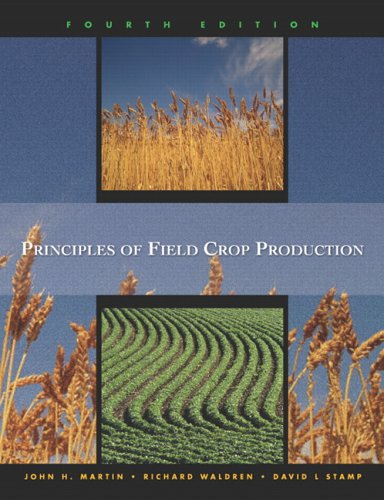 FOURTH EDITION
PRINCIPLES OF FIELD CROP PRODUCTION
JOHN H. MARTIN • RICHARD WALDREN • DAVID L STAMP